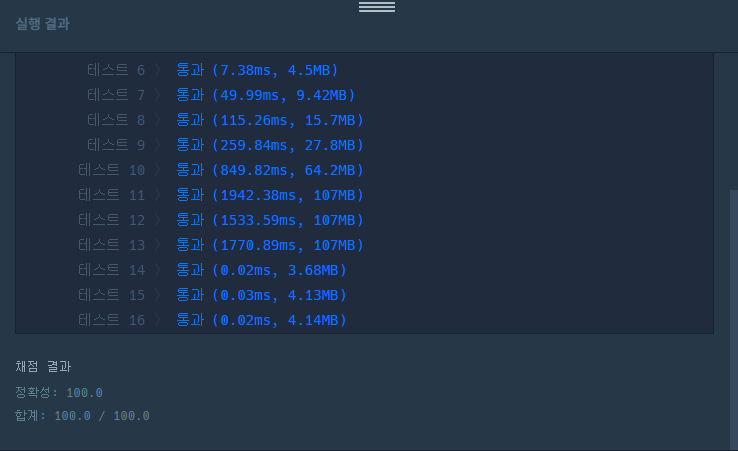 실행 결과
테스트 6 〉 통과 (7.38ms, 4.5MB)
테스트 7 〉 통과 (49.99ms, 9.42MB)
테스트 8 〉 통과 (115.26ms, 15.7MB)
테스트 9 〉 통과 (259.84ms, 27.8MB)
테스트 10 〉 통과 (849.82ms, 64.2MB)
테스트 11 〉 통과 (1942.38ms, 107MB)
테스트 12 〉 통과 (1533.59ms, 107MB)
테스트 13 〉 통과 (1770.89ms, 107MB)
테스트 14 〉 통과 (0.02ms, 3.68MB)
테스트 15 〉 통과 (0.03ms, 4.13MB)
테스트 16 〉 통과 (0.02ms, 4.14MB)
채점 결과
정확성: 100.0
합계: 100.0 / 100.0